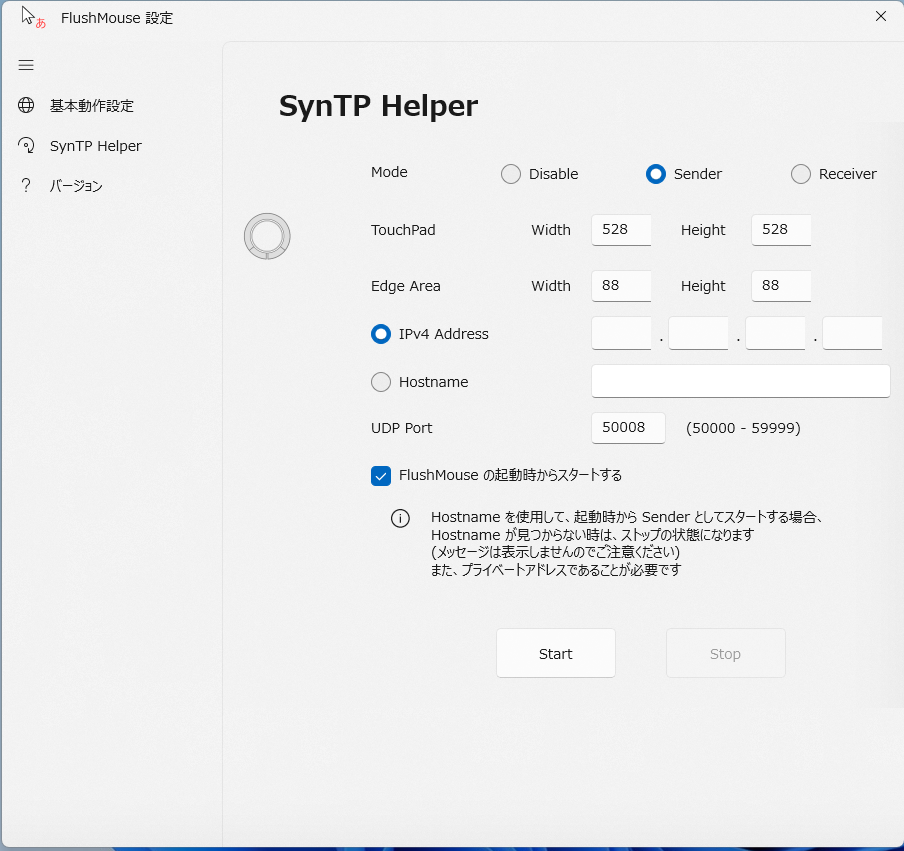 あ FlushMouse 設定
基本動作設定
SynTP Helper
バージョン
SynTP Helper
Mode Disable Sender Receiver
TouchPad Width 528 Height 528
Edge Area Width 88 Height 88
IPv4 Address . . .
Hostname
UDP Port 50008 (50000 - 59999)
FlushMouse の起動時からスタートする
Hostname を使用して、起動時から Sender としてスタートする場合、
Hostname が見つからない時は、ストップの状態になります
(メッセージは表示しませんのでご注意ください)
また、プライベートアドレスであることが必要です
Start Stop